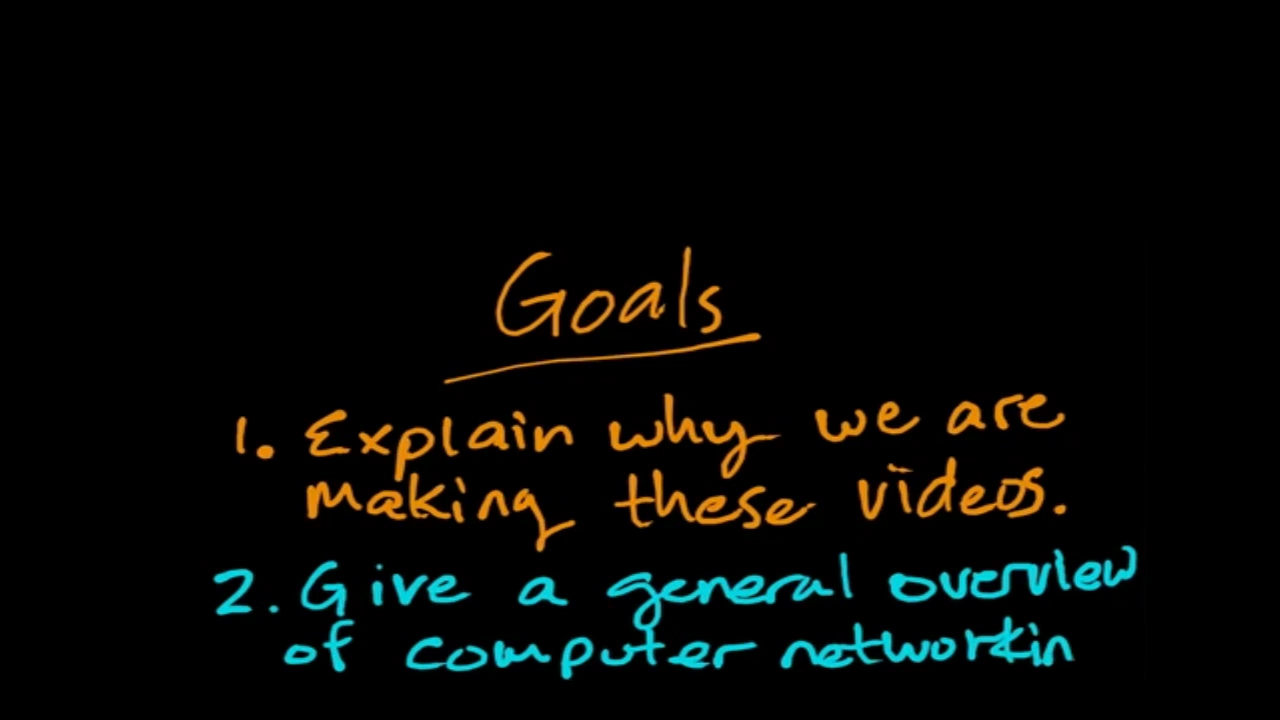 Goals
1. Explain why we are
making these videos.
2. Give a general overview
of computer networkin